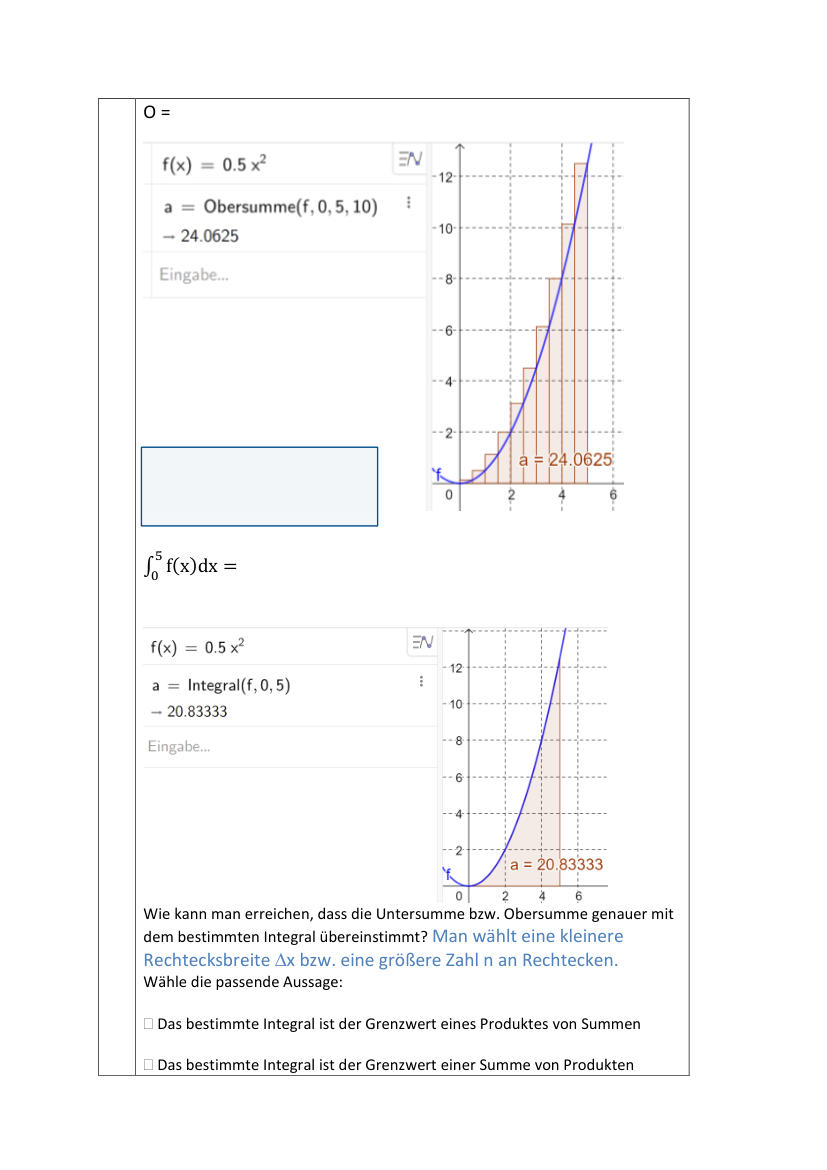 O =
f(x) = 0.5 x²
a = Obersumme(f, 0, 5, 10)
→ 24.0625
Eingabe...
12
10
8
6
4
2
a = 24.0625
f
0 2 4 6
∫₀⁵ f(x)dx =
f(x) = 0.5 x²
a = Integral(f, 0, 5)
→ 20.83333
Eingabe...
12
10
8
6
4
2
a = 20.83333
f
0 2 4 6
Wie kann man erreichen, dass die Untersumme bzw. Obersumme genauer mit
dem bestimmten Integral übereinstimmt? Man wählt eine kleinere
Rechtecksbreite Δx bzw. eine größere Zahl n an Rechtecken.
Wähle die passende Aussage:
☐ Das bestimmte Integral ist der Grenzwert eines Produktes von Summen
☐ Das bestimmte Integral ist der Grenzwert einer Summe von Produkten